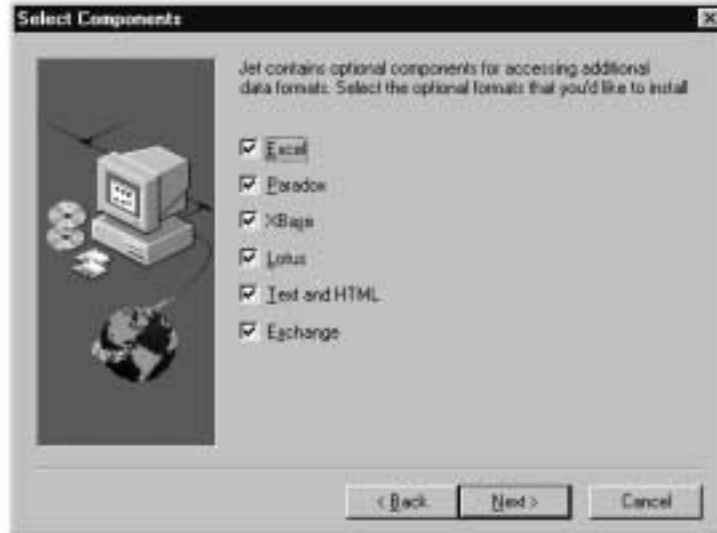 Select Components
Jet contains optional components for accessing additional
data formats. Select the optional formats that you'd like to install
Excel
Paradox
XBase
Lotus
Text and HTML
Exchange
< Back
Next >
Cancel